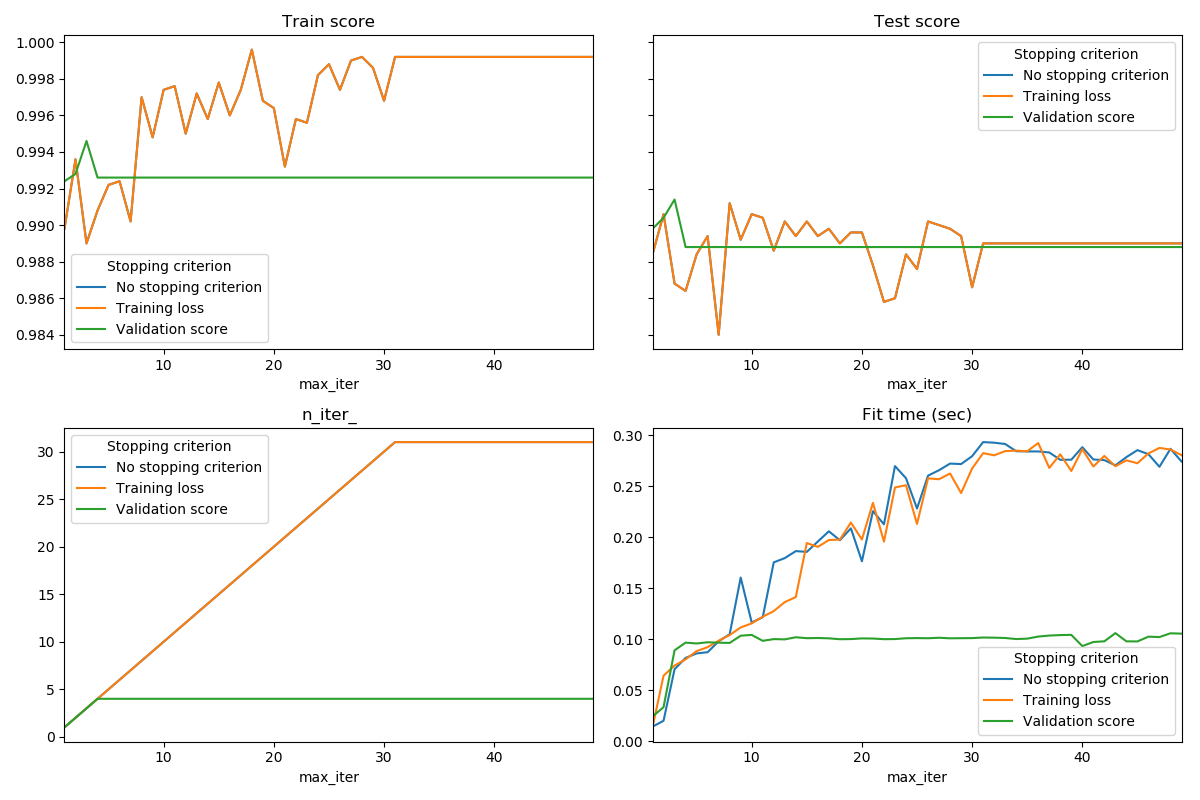 Train score
1.000
0.998
0.996
0.994
0.992
0.990
0.988
0.986
0.984
Stopping criterion
No stopping criterion
Training loss
Validation score
10
20
30
40
max_iter
Test score
Stopping criterion
No stopping criterion
Training loss
Validation score
10
20
30
40
max_iter
n_iter_
30
25
20
15
10
5
0
Stopping criterion
No stopping criterion
Training loss
Validation score
10
20
30
40
max_iter
Fit time (sec)
0.30
0.25
0.20
0.15
0.10
0.05
0.00
Stopping criterion
No stopping criterion
Training loss
Validation score
10
20
30
40
max_iter